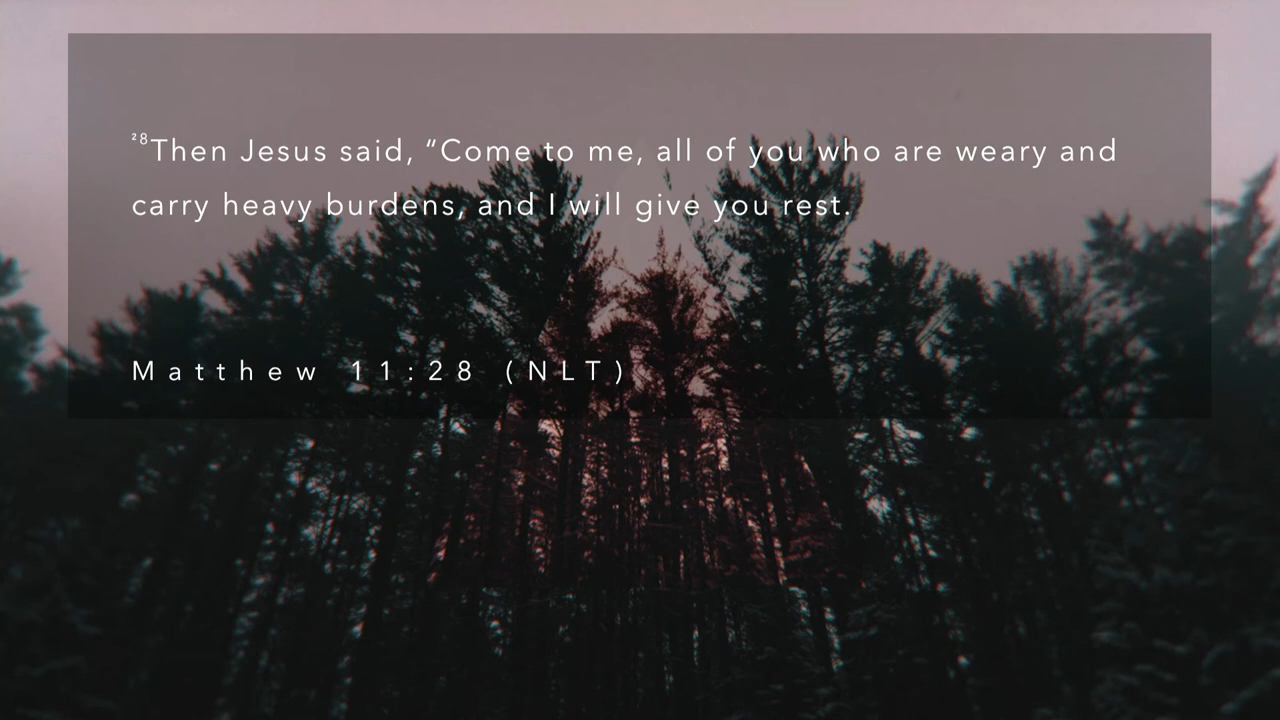 ²⁸Then Jesus said, “Come to me, all of you who are weary and
carry heavy burdens, and I will give you rest.
Matthew 11:28 (NLT)